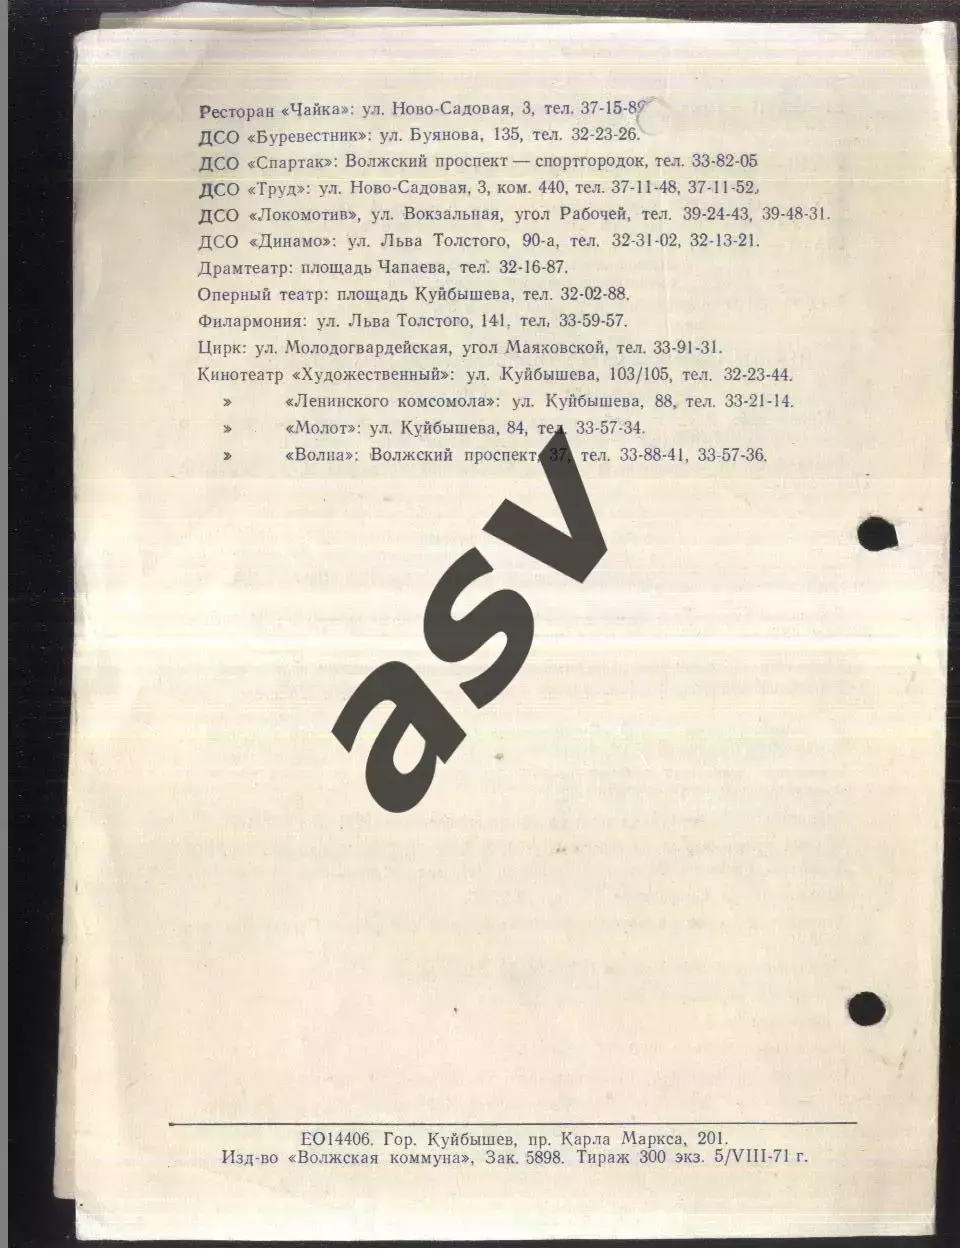 Ресторан «Чайка»: ул. Ново-Садовая, 3, тел. 37-15-8
ДСО «Буревестник»: ул. Буянова, 135, тел. 32-23-26.
ДСО «Спартак»: Волжский проспект — спортгородок, тел. 33-82-05
ДСО «Труд»: ул. Ново-Садовая, 3, ком. 440, тел. 37-11-48, 37-11-52,
ДСО «Локомотив», ул. Вокзальная, угол Рабочей, тел. 39-24-43, 39-48-31.
ДСО «Динамо»: ул. Льва Толстого, 90-а, тел. 32-31-02, 32-13-21.
Драмтеатр: площадь Чапаева, тел. 32-16-87.
Оперный театр: площадь Куйбышева, тел. 32-02-88.
Филармония: ул. Льва Толстого, 141, тел, 33-59-57.
Цирк: ул. Молодогвардейская, угол Маяковской, тел. 33-91-31.
Кинотеатр «Художественный»: ул. Куйбышева, 103/105, тел. 32-23-44.
» «Ленинского комсомола»: ул. Куйбышева, 88, тел. 33-21-14.
» «Молот»: ул. Куйбышева, 84, тел. 33-57-34.
» «Волна»: Волжский проспект, 37, тел. 33-88-41, 33-57-36.
asv
ЕО14406. Гор. Куйбышев, пр. Карла Маркса, 201.
Изд-во «Волжская коммуна», Зак. 5898. Тираж 300 экз. 5/VIII-71 г.